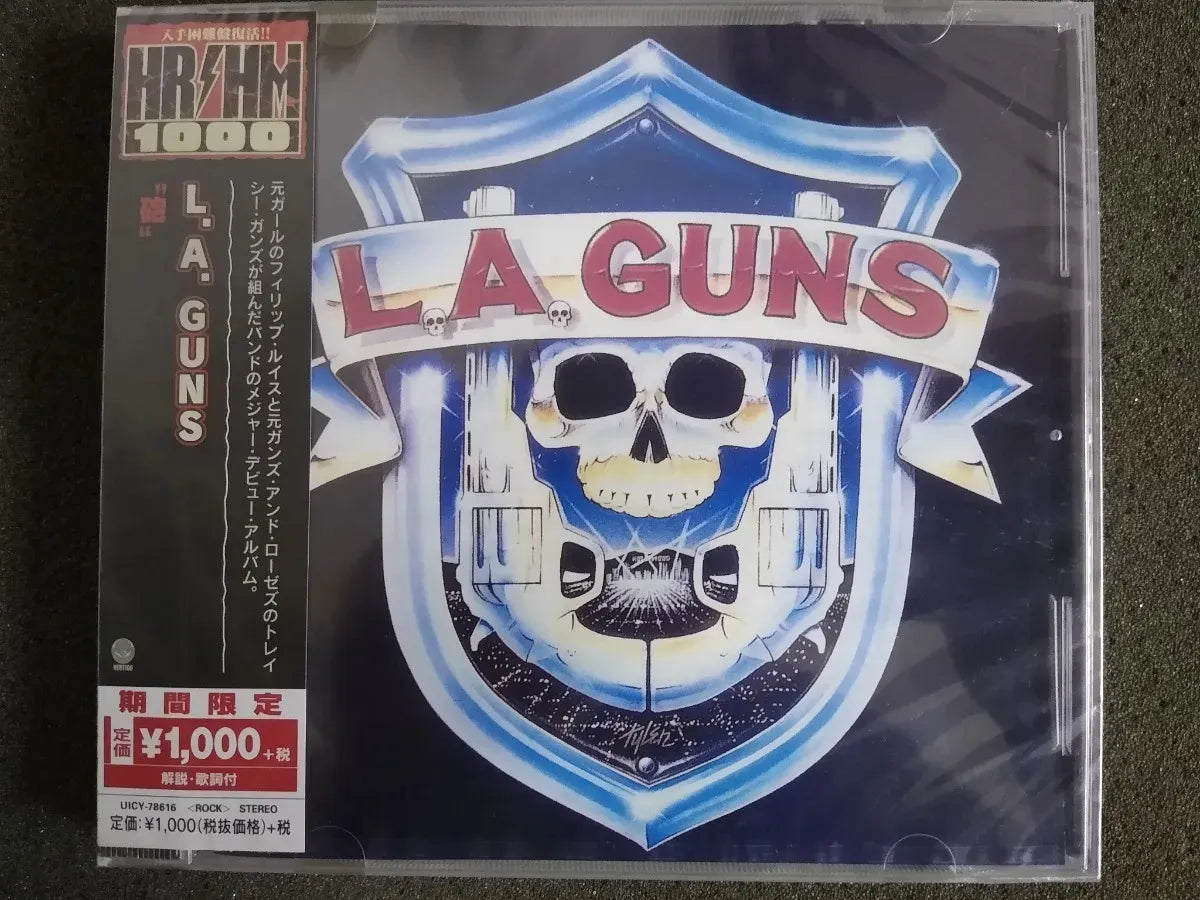 入手困難盤復活!!
HR/HM
1000
L.A. GUNS
"砲"
元ガールのフィリップ・ルイスと元ガンズ・アンド・ローゼズのトレイ
シー・ガンズが組んだバンドのメジャー・デビュー・アルバム。
VERTIGO
期間限定
定価 ¥1,000+税
解説・歌詞付
UICY-78616 <ROCK> STEREO
定価:¥1,000(税抜価格)+税
L.A. GUNS
HOLLYWOOD
Tylen